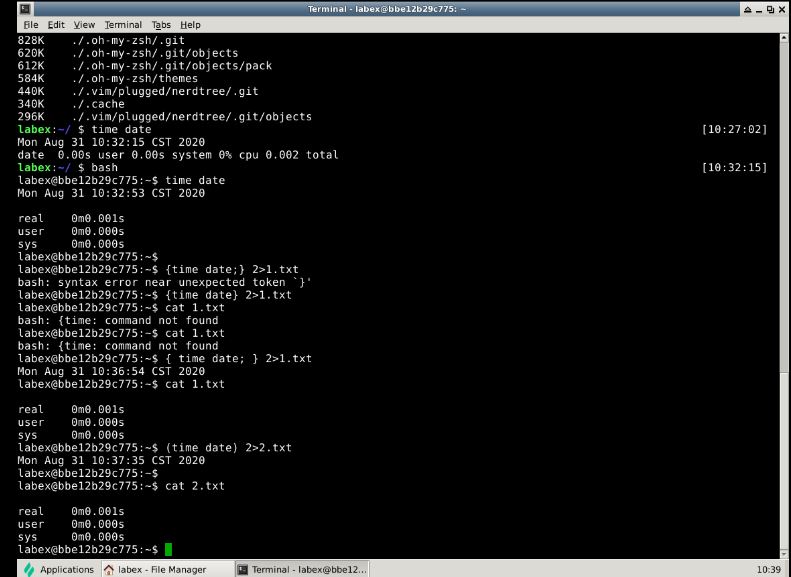 Terminal - labex@bbe12b29c775: ~
File Edit View Terminal Tabs Help
828K    ./.oh-my-zsh/.git
620K    ./.oh-my-zsh/.git/objects
612K    ./.oh-my-zsh/.git/objects/pack
584K    ./.oh-my-zsh/themes
440K    ./.vim/plugged/nerdtree/.git
340K    ./.cache
296K    ./.vim/plugged/nerdtree/.git/objects
labex:~/ $ time date [10:27:02]
Mon Aug 31 10:32:15 CST 2020
date  0.00s user 0.00s system 0% cpu 0.002 total
labex:~/ $ bash [10:32:15]
labex@bbe12b29c775:~$ time date
Mon Aug 31 10:32:53 CST 2020
real    0m0.001s
user    0m0.000s
sys     0m0.000s
labex@bbe12b29c775:~$
labex@bbe12b29c775:~$ {time date;} 2>1.txt
bash: syntax error near unexpected token `}'
labex@bbe12b29c775:~$ {time date} 2>1.txt
labex@bbe12b29c775:~$ cat 1.txt
bash: {time: command not found
labex@bbe12b29c775:~$ cat 1.txt
bash: {time: command not found
labex@bbe12b29c775:~$ { time date; } 2>1.txt
Mon Aug 31 10:36:54 CST 2020
labex@bbe12b29c775:~$ cat 1.txt
real    0m0.001s
user    0m0.000s
sys     0m0.000s
labex@bbe12b29c775:~$ (time date) 2>2.txt
Mon Aug 31 10:37:35 CST 2020
labex@bbe12b29c775:~$
labex@bbe12b29c775:~$ cat 2.txt
real    0m0.001s
user    0m0.000s
sys     0m0.000s
labex@bbe12b29c775:~$
Applications labex - File Manager Terminal - labex@bbe12... 10:39